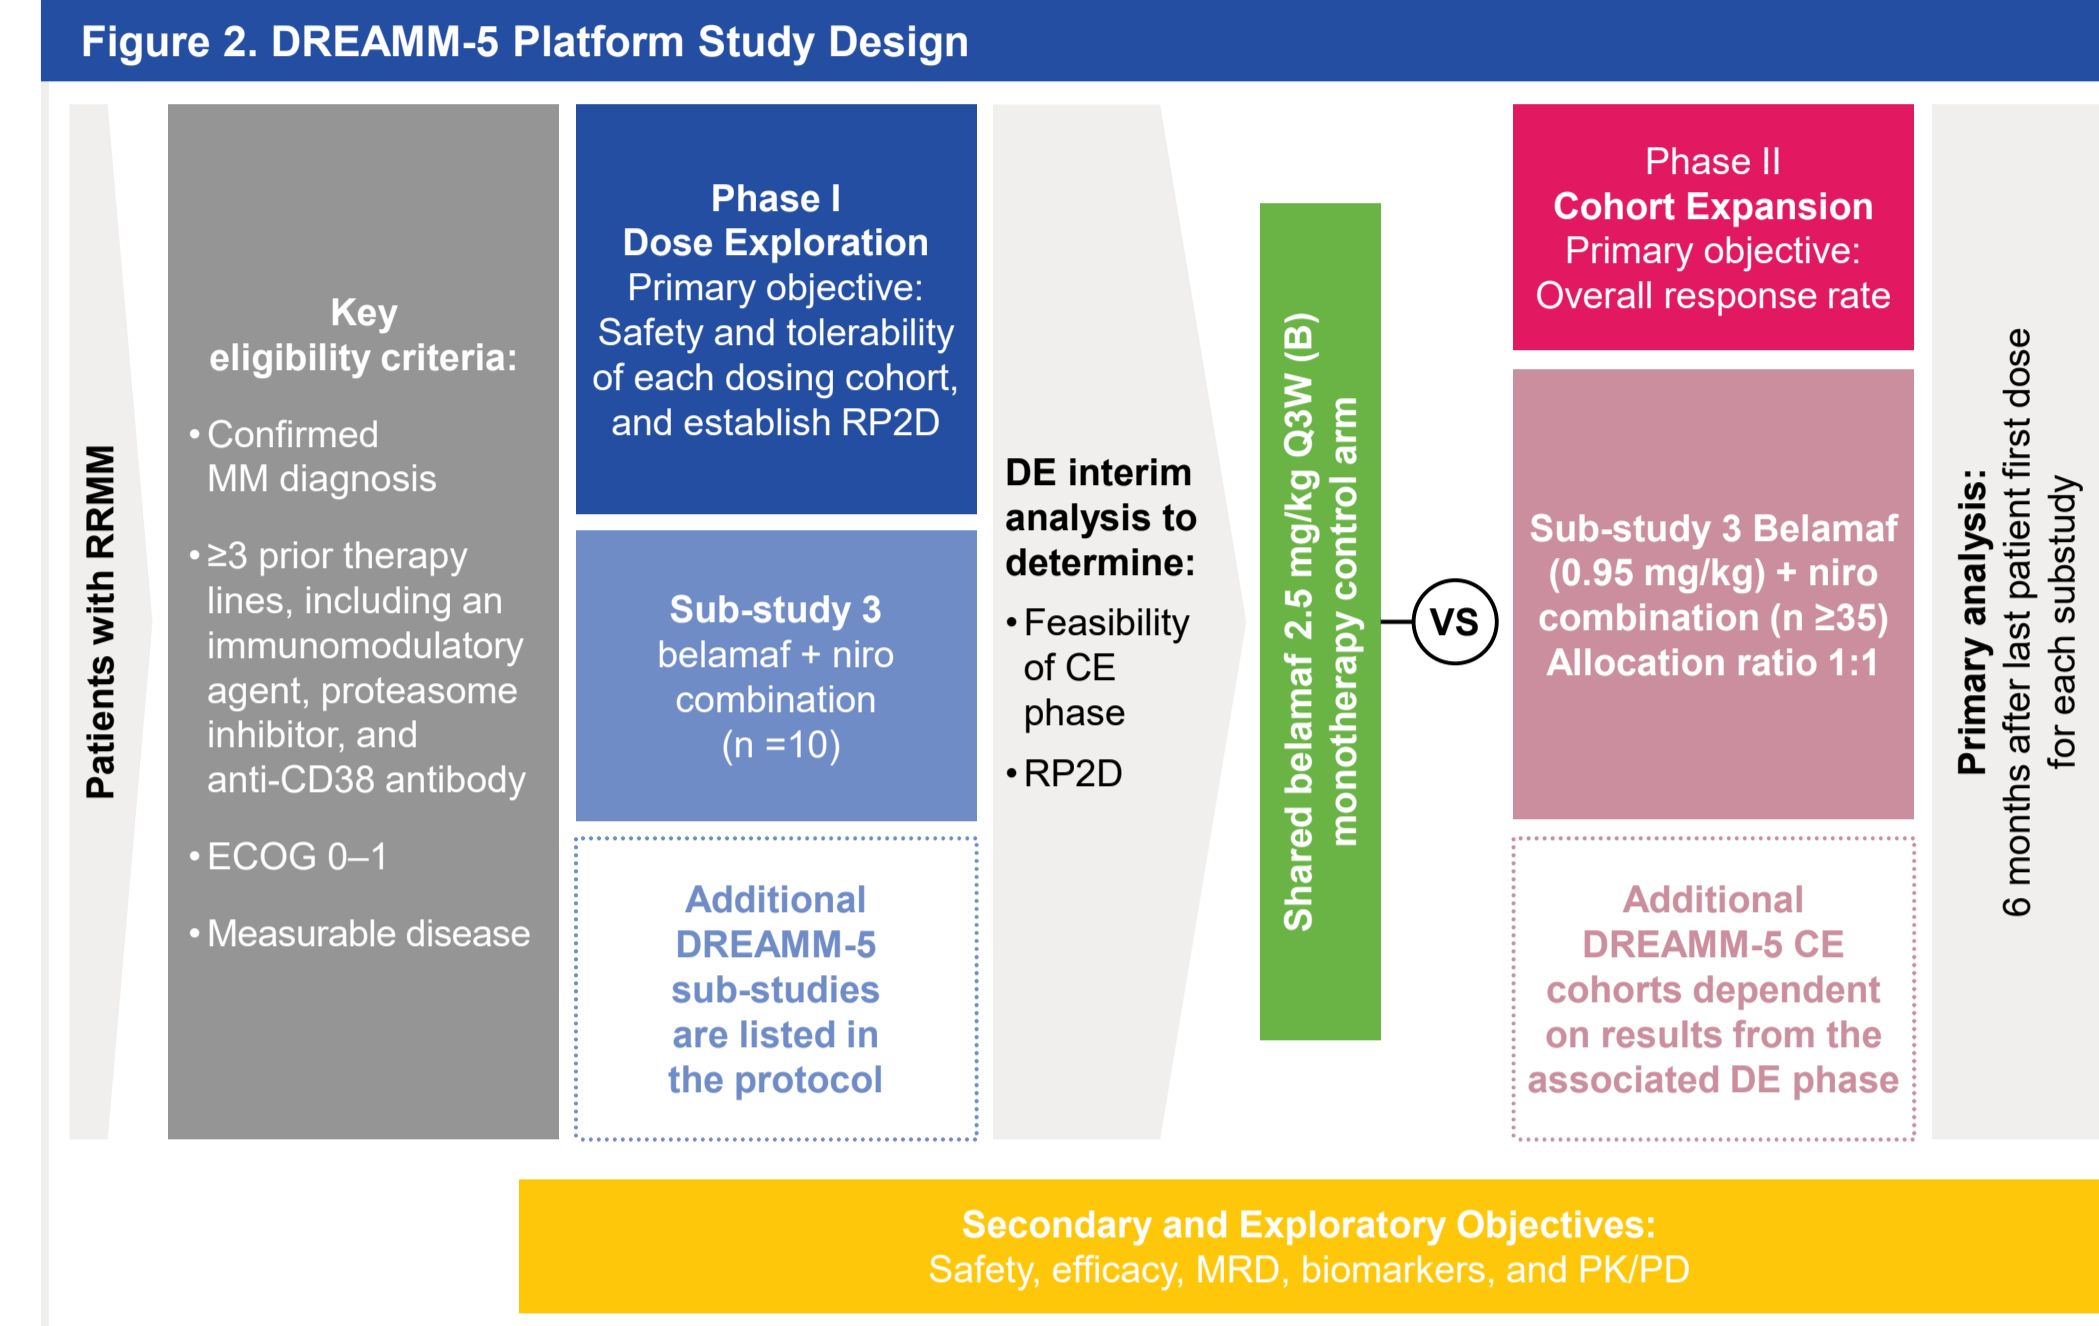 Figure 2. DREAMM-5 Platform Study Design
Patients with RRMM
Key
eligibility criteria:
• Confirmed
MM diagnosis
• ≥3 prior therapy
lines, including an
immunomodulatory
agent, proteasome
inhibitor, and
anti-CD38 antibody
• ECOG 0–1
• Measurable disease
Phase I
Dose Exploration
Primary objective:
Safety and tolerability
of each dosing cohort,
and establish RP2D
Sub-study 3
belamaf + niro
combination
(n =10)
Additional
DREAMM-5
sub-studies
are listed in
the protocol
DE interim
analysis to
determine:
• Feasibility
of CE
phase
• RP2D
Shared belamaf 2.5 mg/kg Q3W (B)
monotherapy control arm
VS
Phase II
Cohort Expansion
Primary objective:
Overall response rate
Sub-study 3 Belamaf
(0.95 mg/kg) + niro
combination (n ≥35)
Allocation ratio 1:1
Additional
DREAMM-5 CE
cohorts dependent
on results from the
associated DE phase
Primary analysis:
6 months after last patient first dose
for each substudy
Secondary and Exploratory Objectives:
Safety, efficacy, MRD, biomarkers, and PK/PD